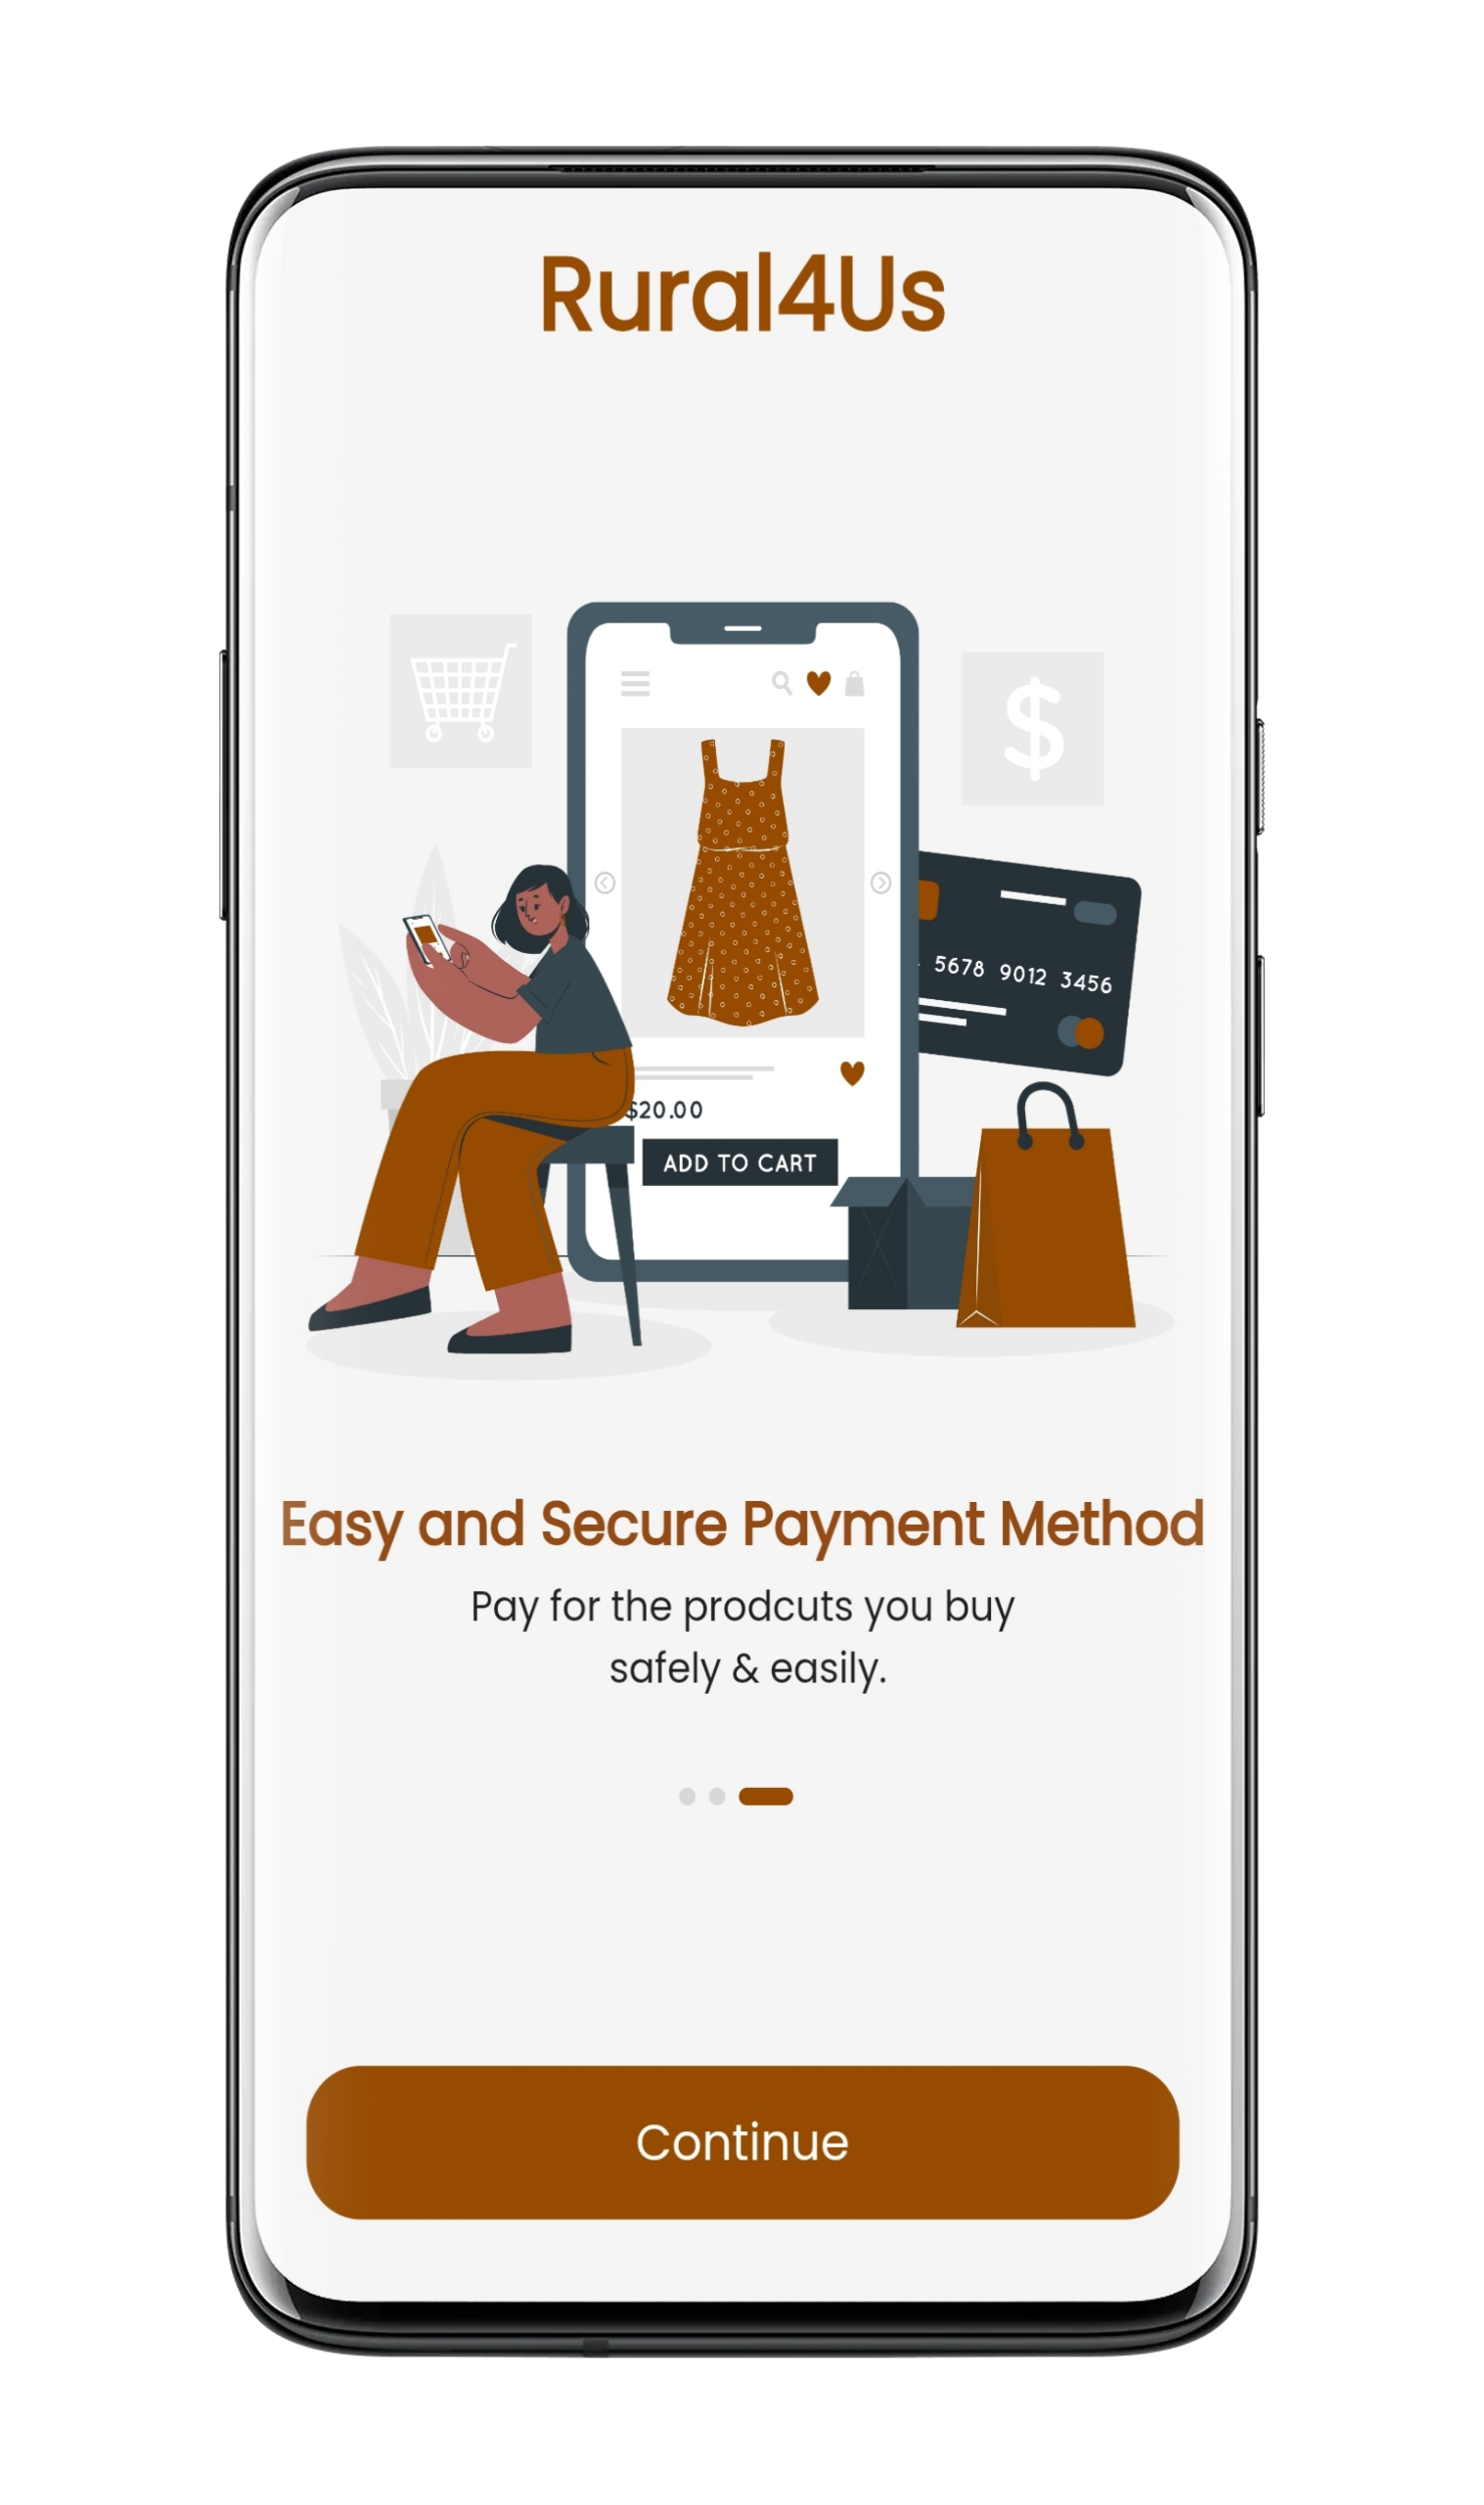 Rural4Us
5678 9012 3456
$20.00
ADD TO CART
Easy and Secure Payment Method
Pay for the prodcuts you buy
safely & easily.
Continue